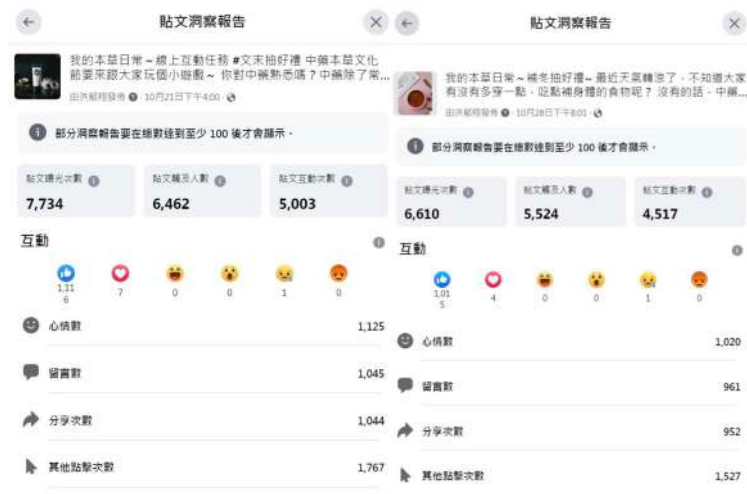 貼文洞察報告
我的本草日常~線上互動任務 #文末抽好禮 中藥本草文化
節要來跟大家玩個小遊戲~ 你對中藥熟悉嗎？中藥除了常...
10月21日下午4:00
部分洞察報告要在總數達到至少 100 後才會顯示。
貼文曝光次數
貼文觸及人數
貼文互動次數
7,734
6,462
5,003
互動
1,11
6
7
0
0
1
0
心情數
1,125
留言數
1,045
分享次數
1,044
其他點擊次數
1,767
貼文洞察報告
我的本草日常~補冬抽好禮~ 最近天氣轉涼了，不知道大家
有沒有多穿一點、吃點補身體的食物呢？ 沒有的話，中藥...
10月28日下午8:01
部分洞察報告要在總數達到至少 100 後才會顯示。
貼文曝光次數
貼文觸及人數
貼文互動次數
6,610
5,524
4,517
互動
1,01
5
4
0
0
1
0
心情數
1,020
留言數
961
分享次數
952
其他點擊次數
1,527